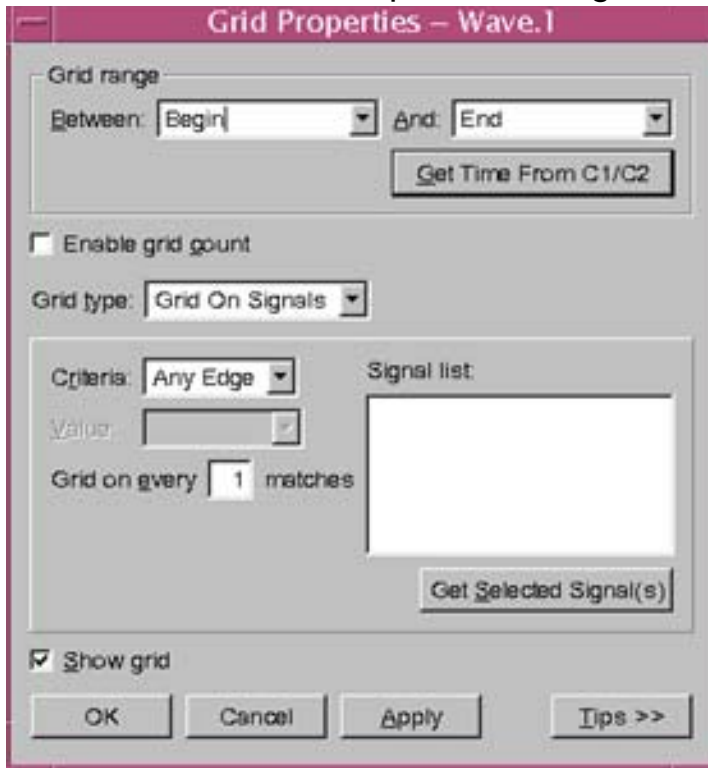 Grid Properties – Wave.1
Grid range
Between: Begin And: End
Get Time From C1/C2
Enable grid count
Grid type: Grid On Signals
Criteria: Any Edge Signal list:
Value:
Grid on every 1 matches
Get Selected Signal(s)
Show grid
OK Cancel Apply Tips >>